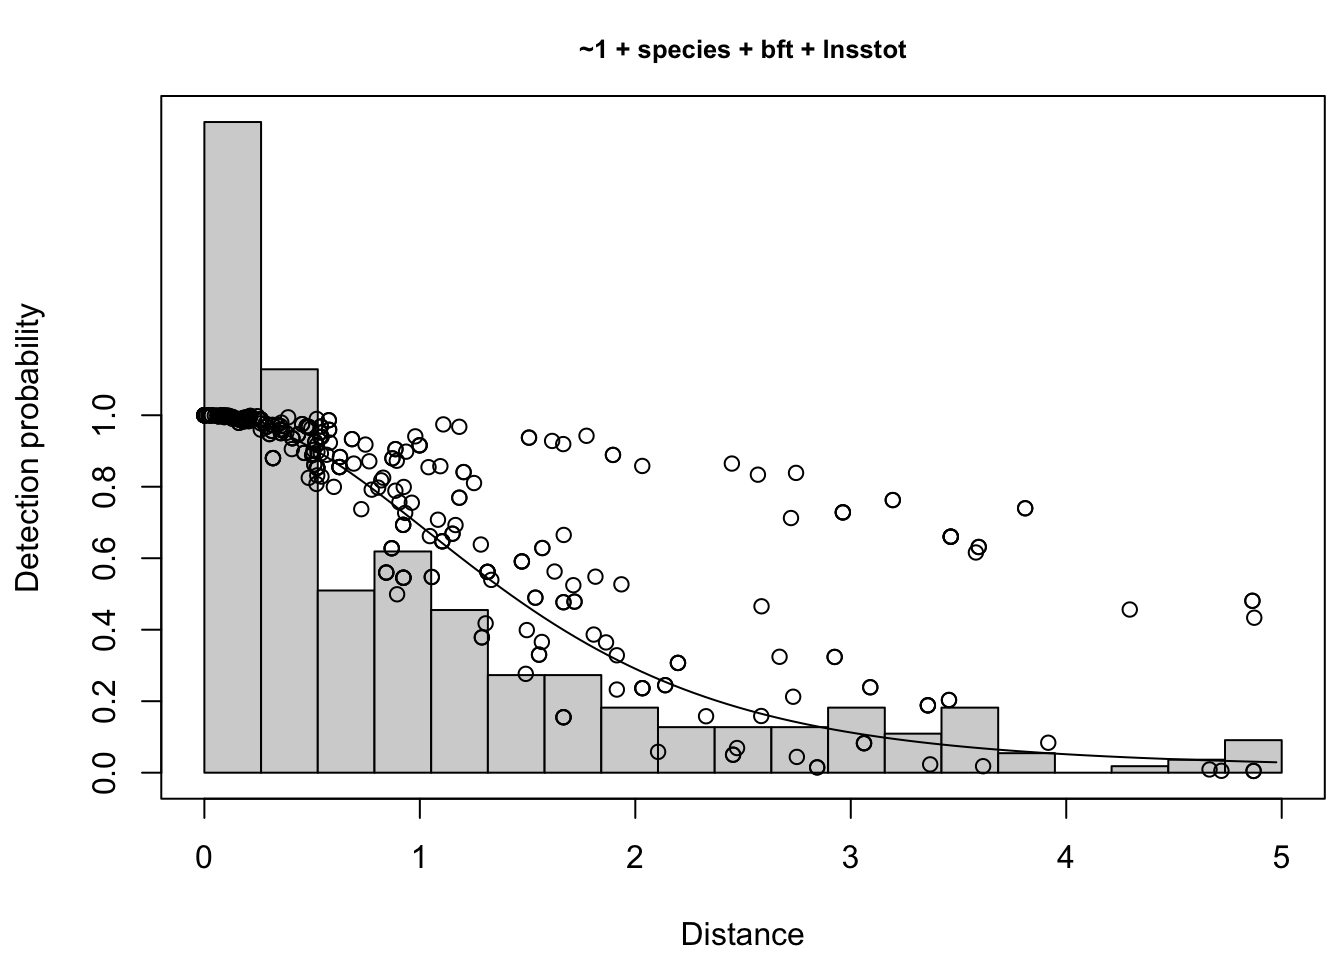 ~1 + species + bft + lnsstot
Detection probability
1.0
0.8
0.6
0.4
0.2
0.0
0 1 2 3 4 5
Distance